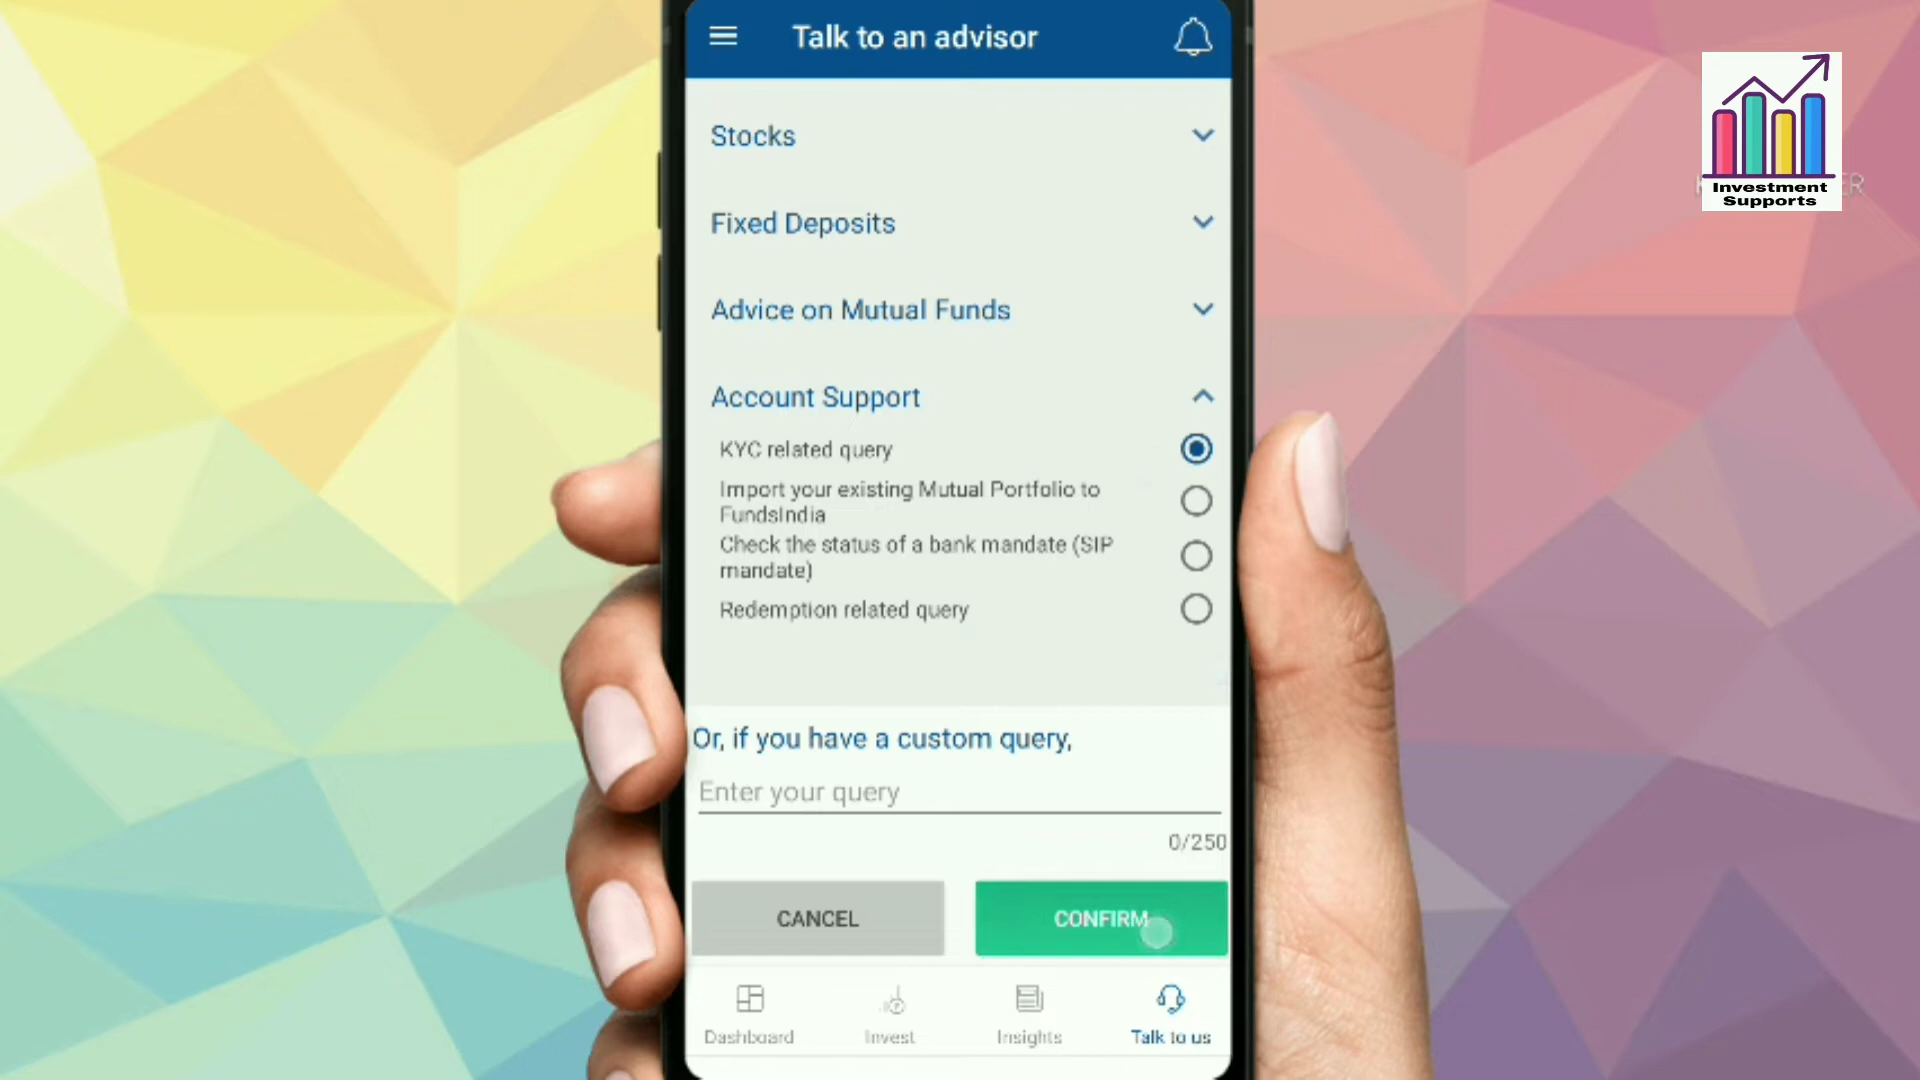 Talk to an advisor
Stocks
Fixed Deposits
Advice on Mutual Funds
Account Support
KYC related query
Import your existing Mutual Portfolio to
FundsIndia
Check the status of a bank mandate (SIP
mandate)
Redemption related query
Or, if you have a custom query,
Enter your query
0/250
CANCEL
CONFIRM
Dashboard
Invest
Insights
Talk to us
Investment
Supports